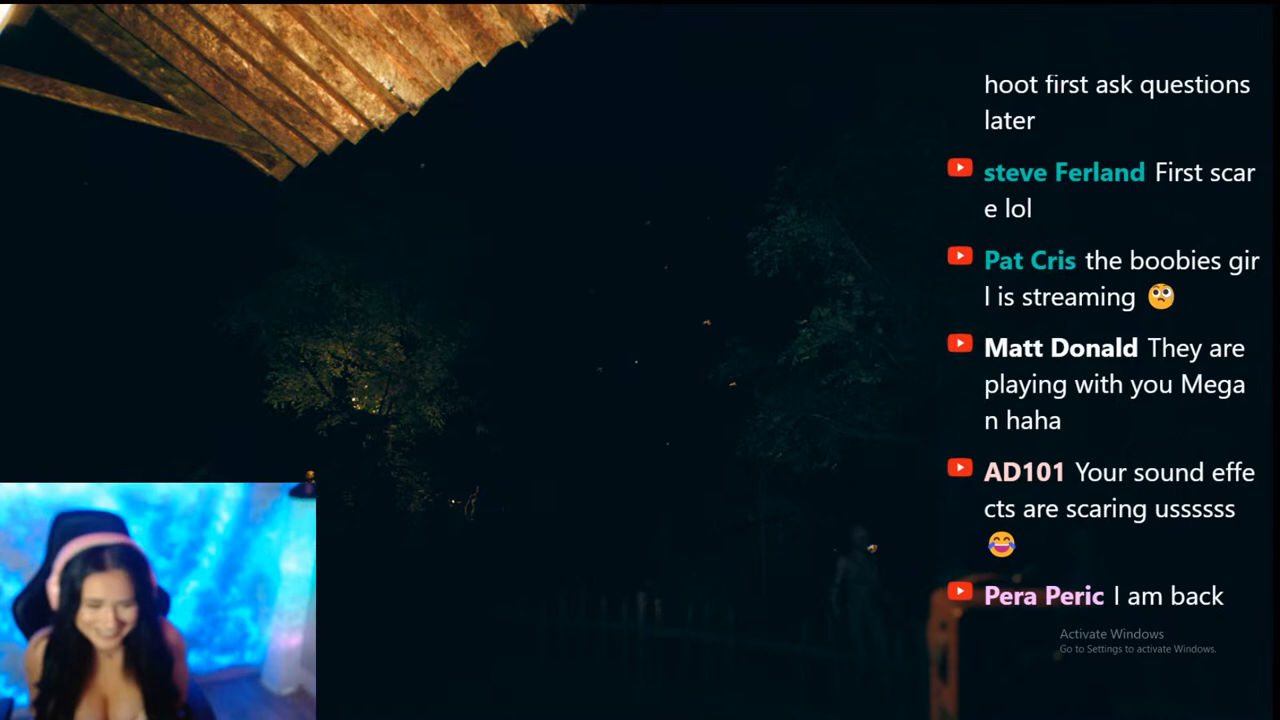 hoot first ask questions
later
steve Ferland First scar
e lol
Pat Cris the boobies gir
l is streaming 🙄
Matt Donald They are
playing with you Mega
n haha
AD101 Your sound effe
cts are scaring ussssss
😂
Pera Peric I am back
Activate Windows
Go to Settings to activate Windows.